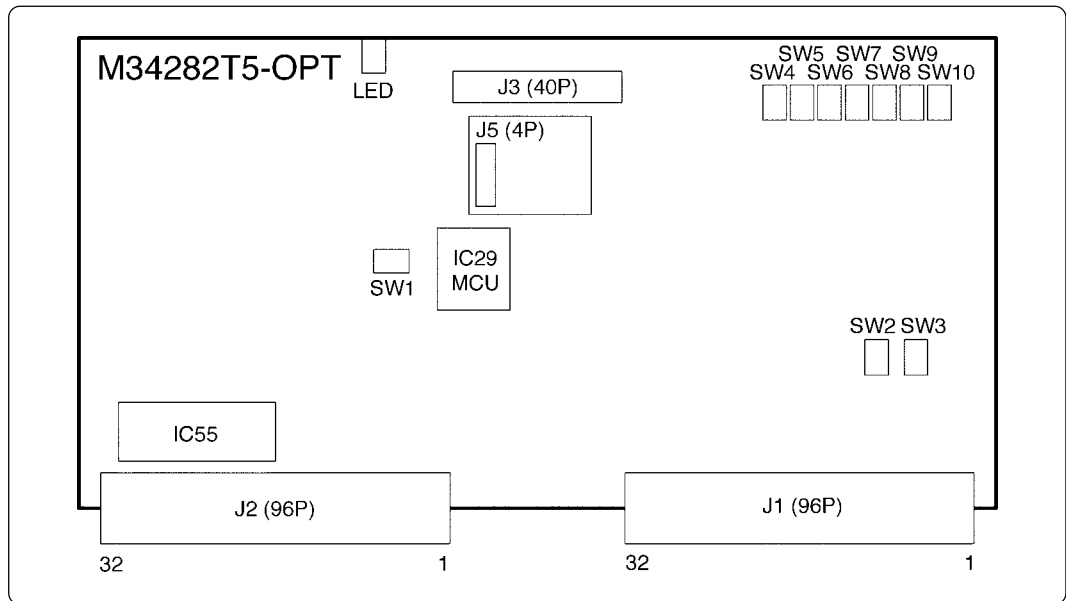 M34282T5-OPT
LED
J3 (40P)
SW5 SW7 SW9
SW4 SW6 SW8 SW10
J5 (4P)
IC29
MCU
SW1
SW2 SW3
IC55
J2 (96P)
J1 (96P)
32 1 32 1